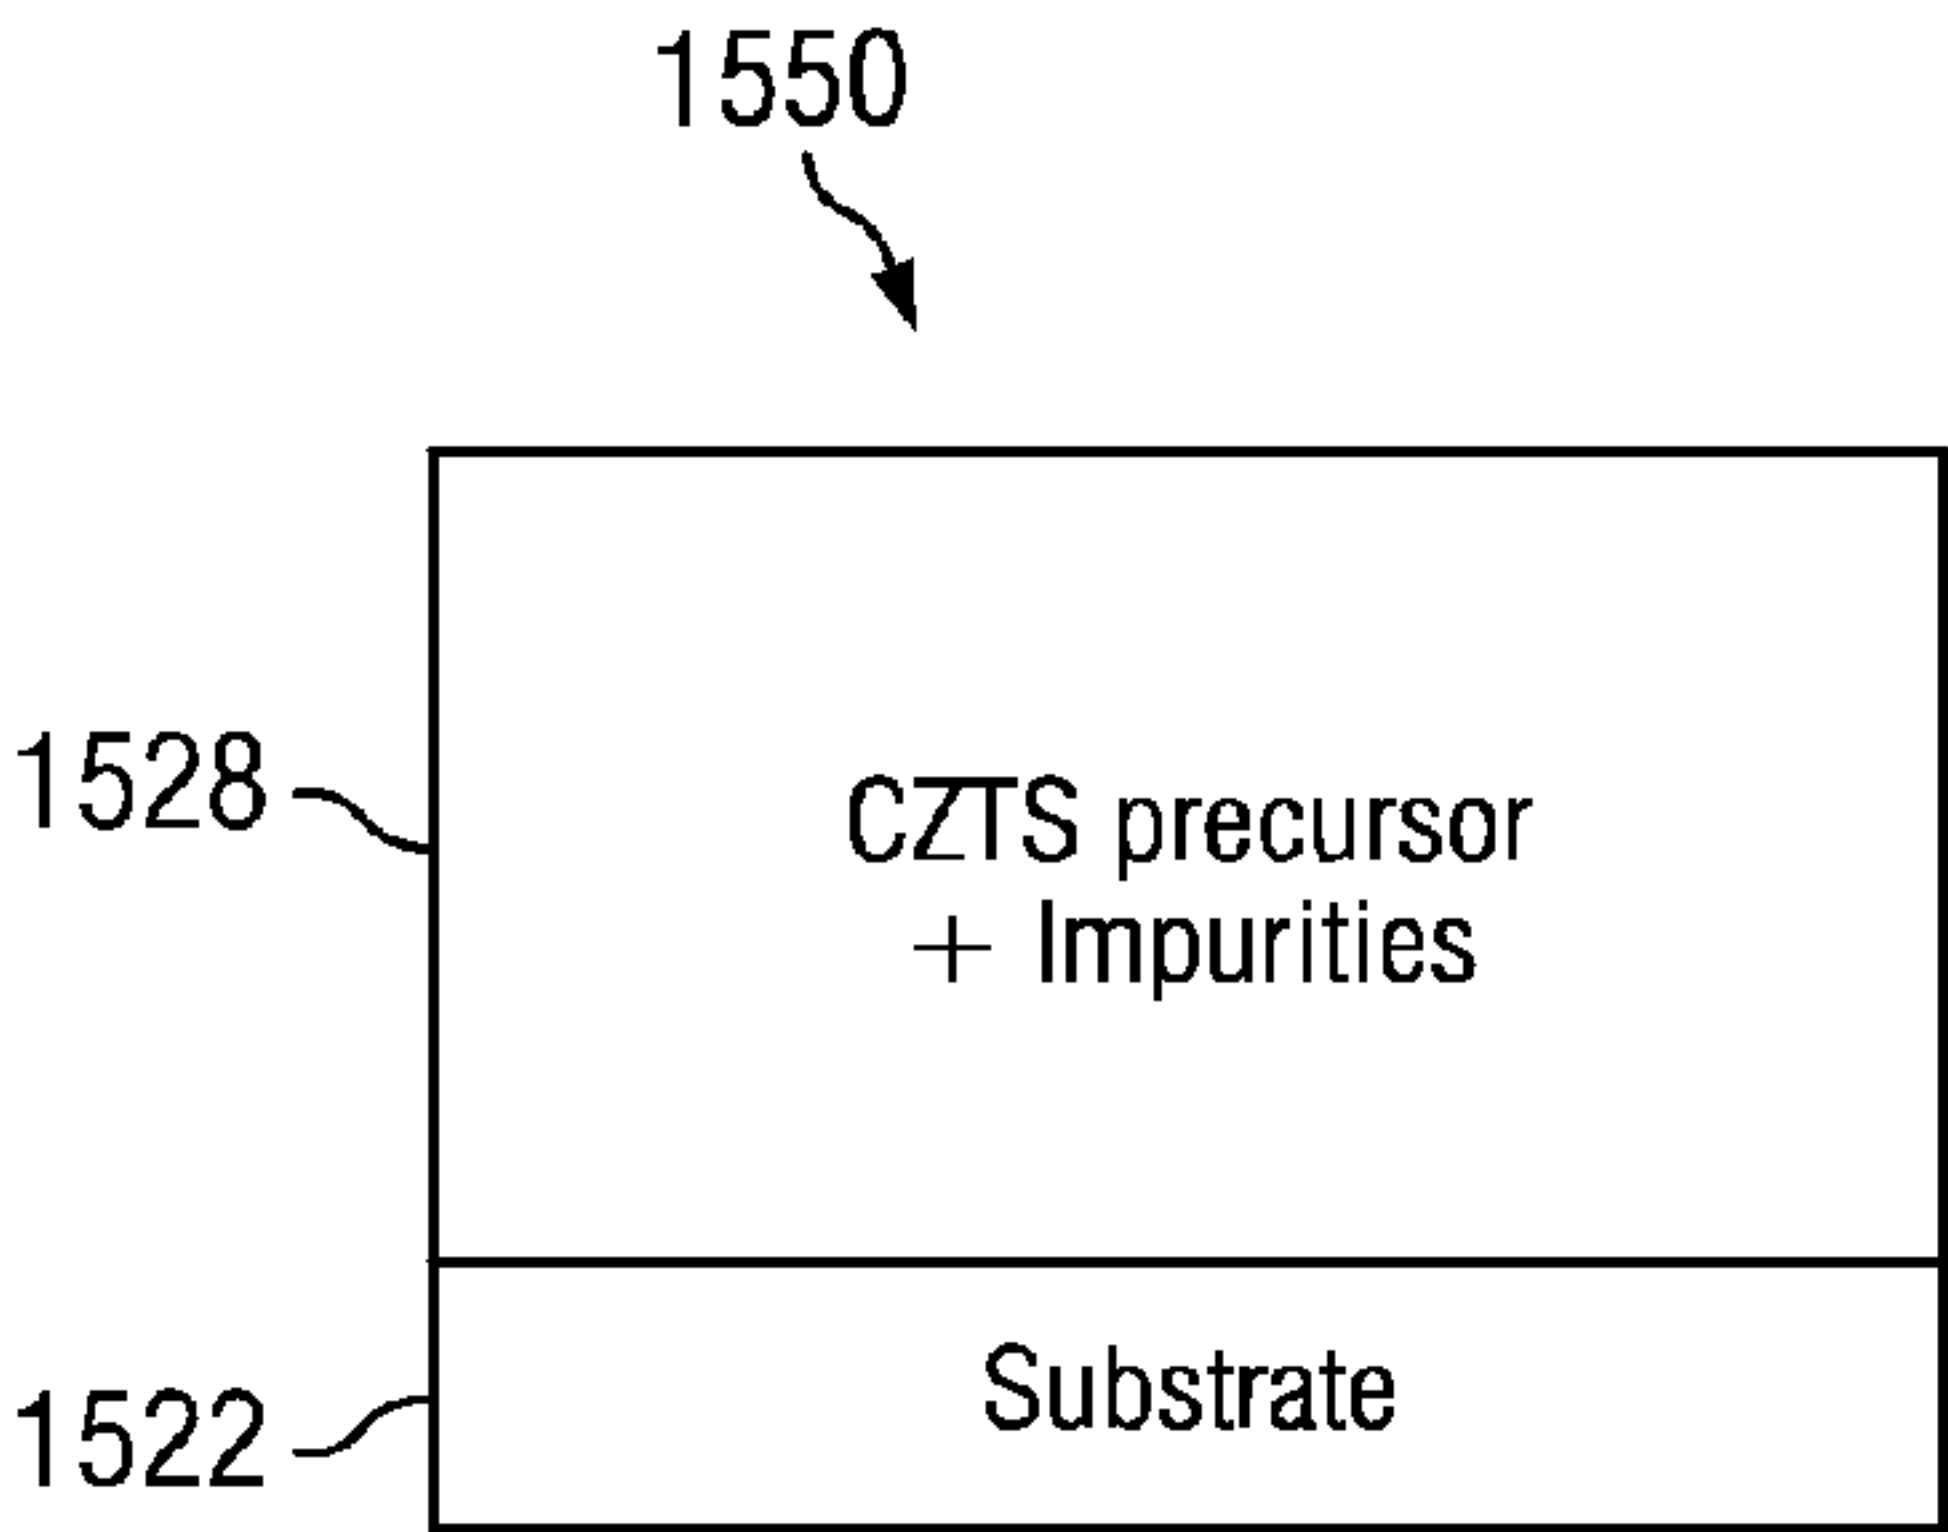 1550
1528
CZTS precursor
+ Impurities
Substrate
1522